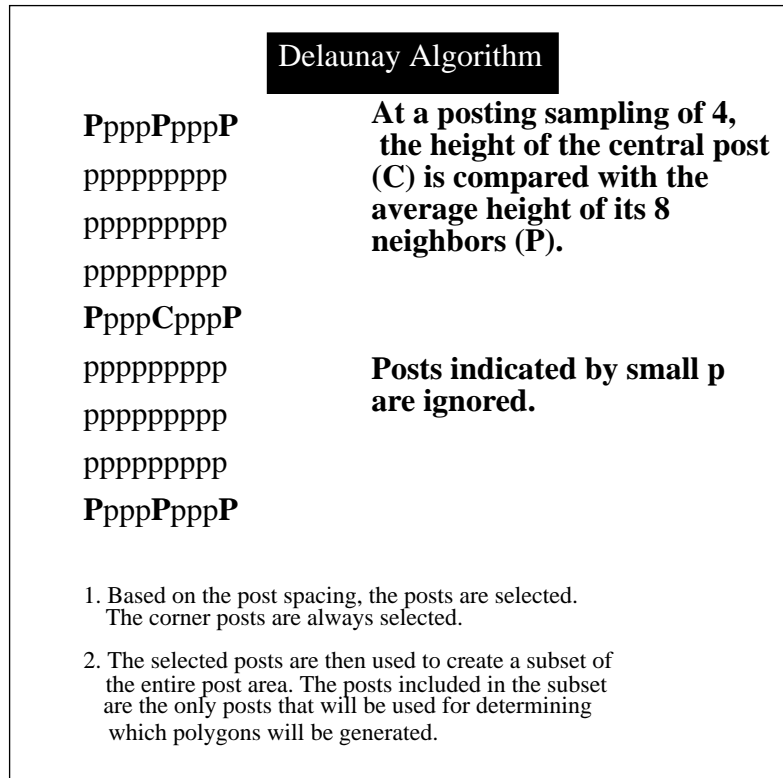 Delaunay Algorithm
PpppPpppP
ppppppppp
ppppppppp
ppppppppp
PpppCpppP
ppppppppp
ppppppppp
ppppppppp
PpppPpppP
At a posting sampling of 4,
the height of the central post
(C) is compared with the
average height of its 8
neighbors (P).
Posts indicated by small p
are ignored.
1. Based on the post spacing, the posts are selected.
The corner posts are always selected.
2. The selected posts are then used to create a subset of
the entire post area. The posts included in the subset
are the only posts that will be used for determining
which polygons will be generated.